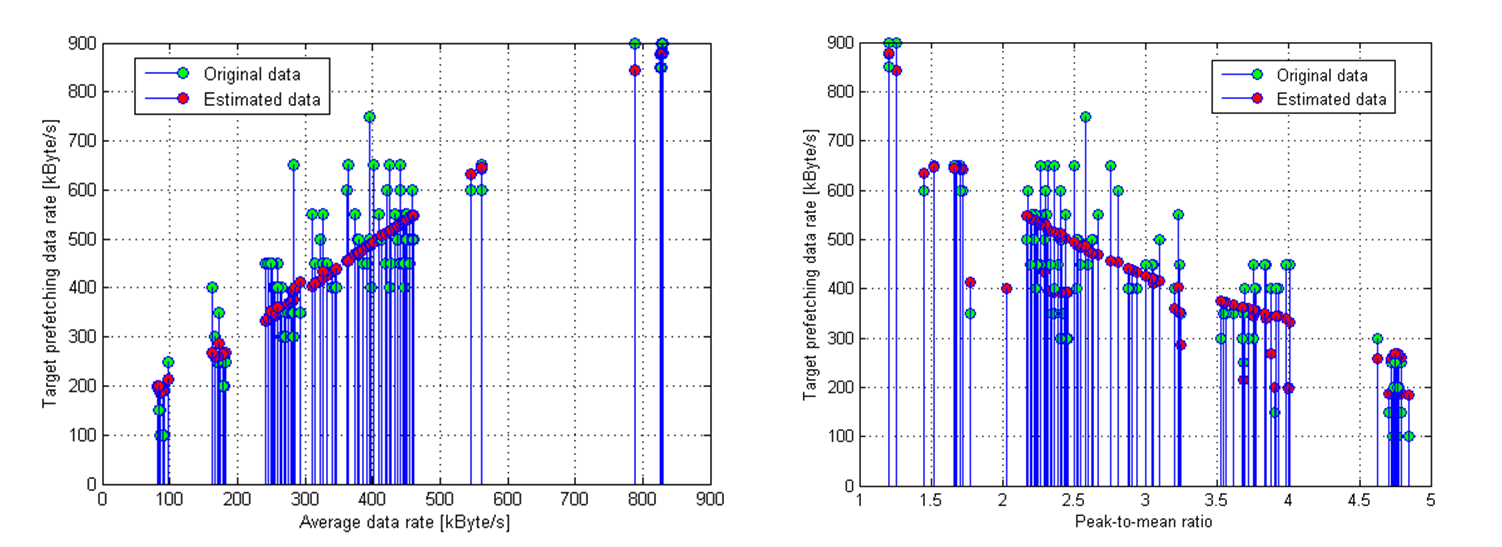 Target prefetching data rate [kByte/s]
900
800
700
600
500
400
300
200
100
0
Original data
Estimated data
0 100 200 300 400 500 600 700 800 900
Average data rate [kByte/s]
Target prefetching data rate [kByte/s]
900
800
700
600
500
400
300
200
100
0
Original data
Estimated data
1 1.5 2 2.5 3 3.5 4 4.5 5
Peak-to-mean ratio